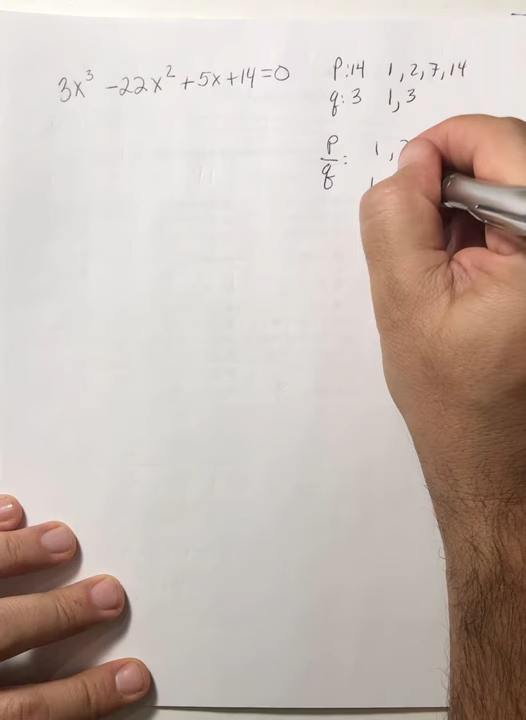 3x³ -22x² +5x+14=0
P:14 1,2,7,14
q:3 1,3
P/q: 1,